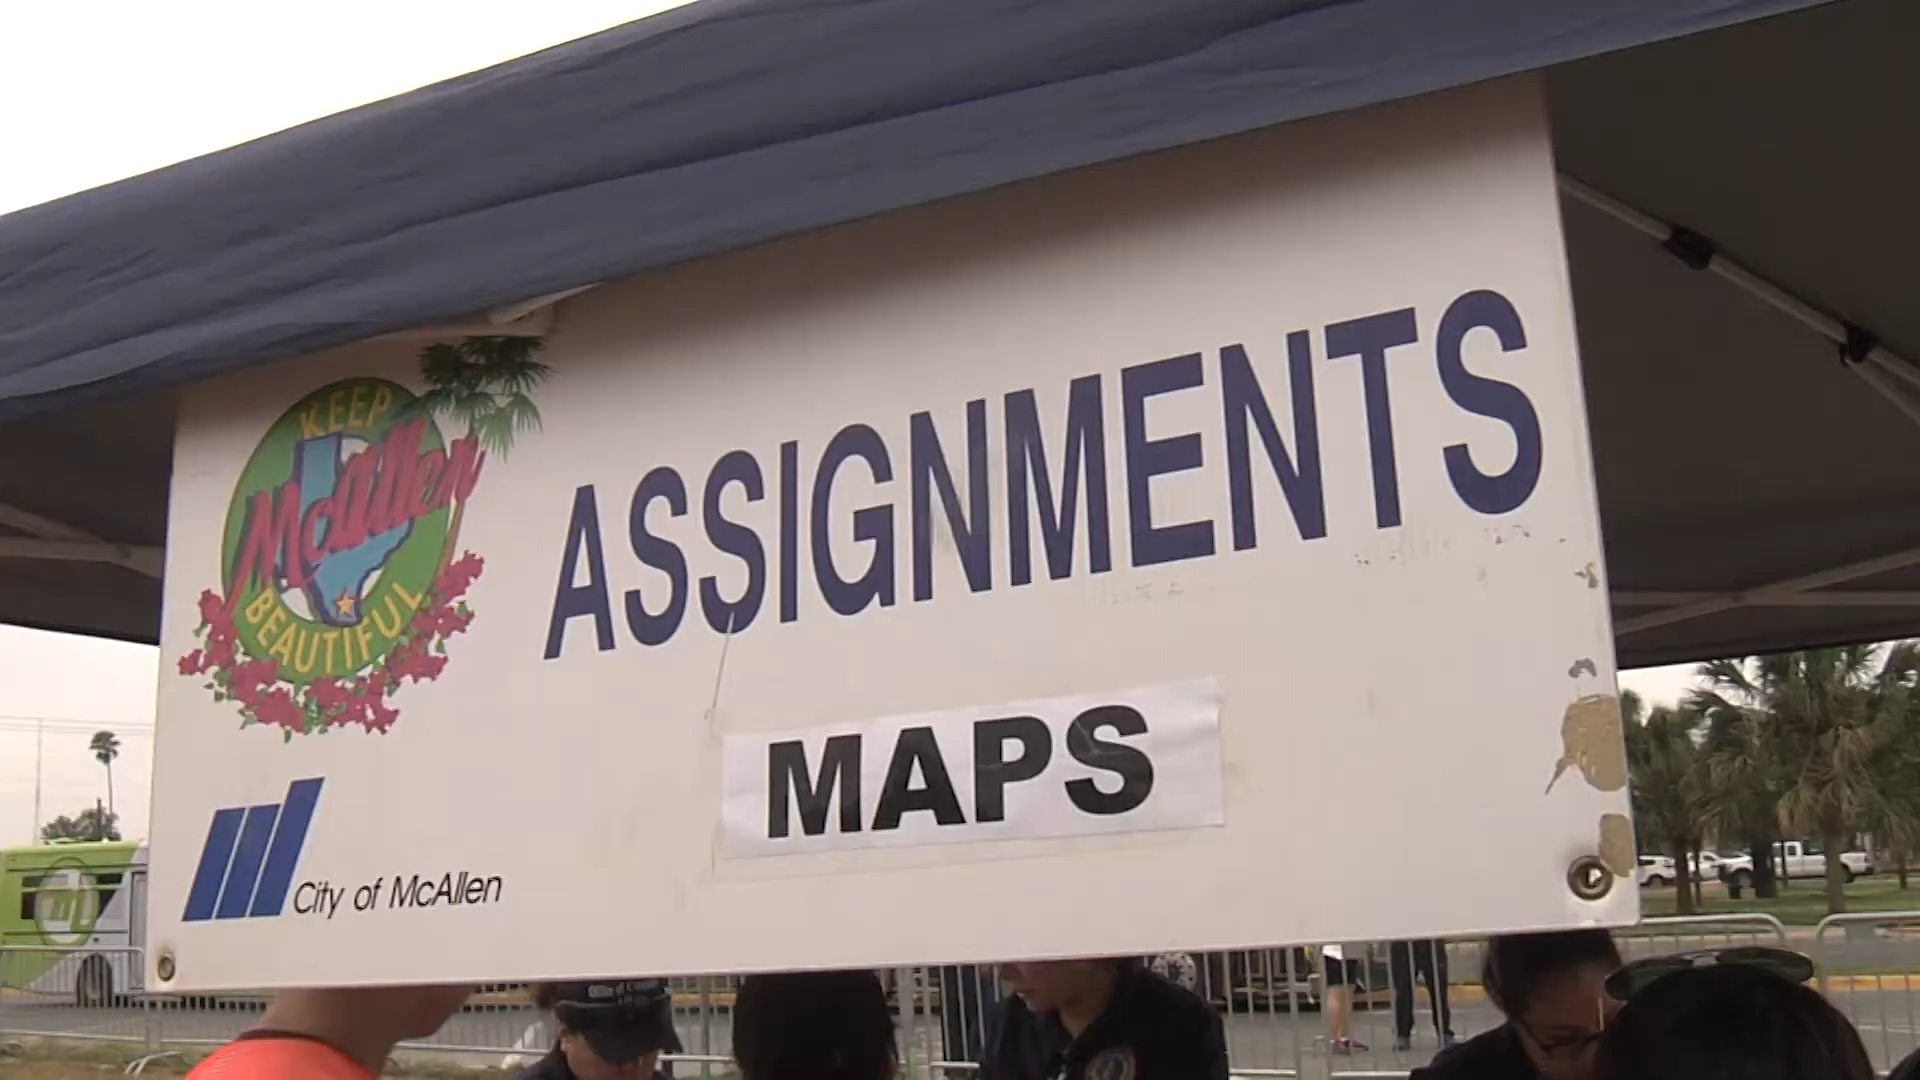 KEEP
McAllen
BEAUTIFUL
ASSIGNMENTS
MAPS
City of McAllen